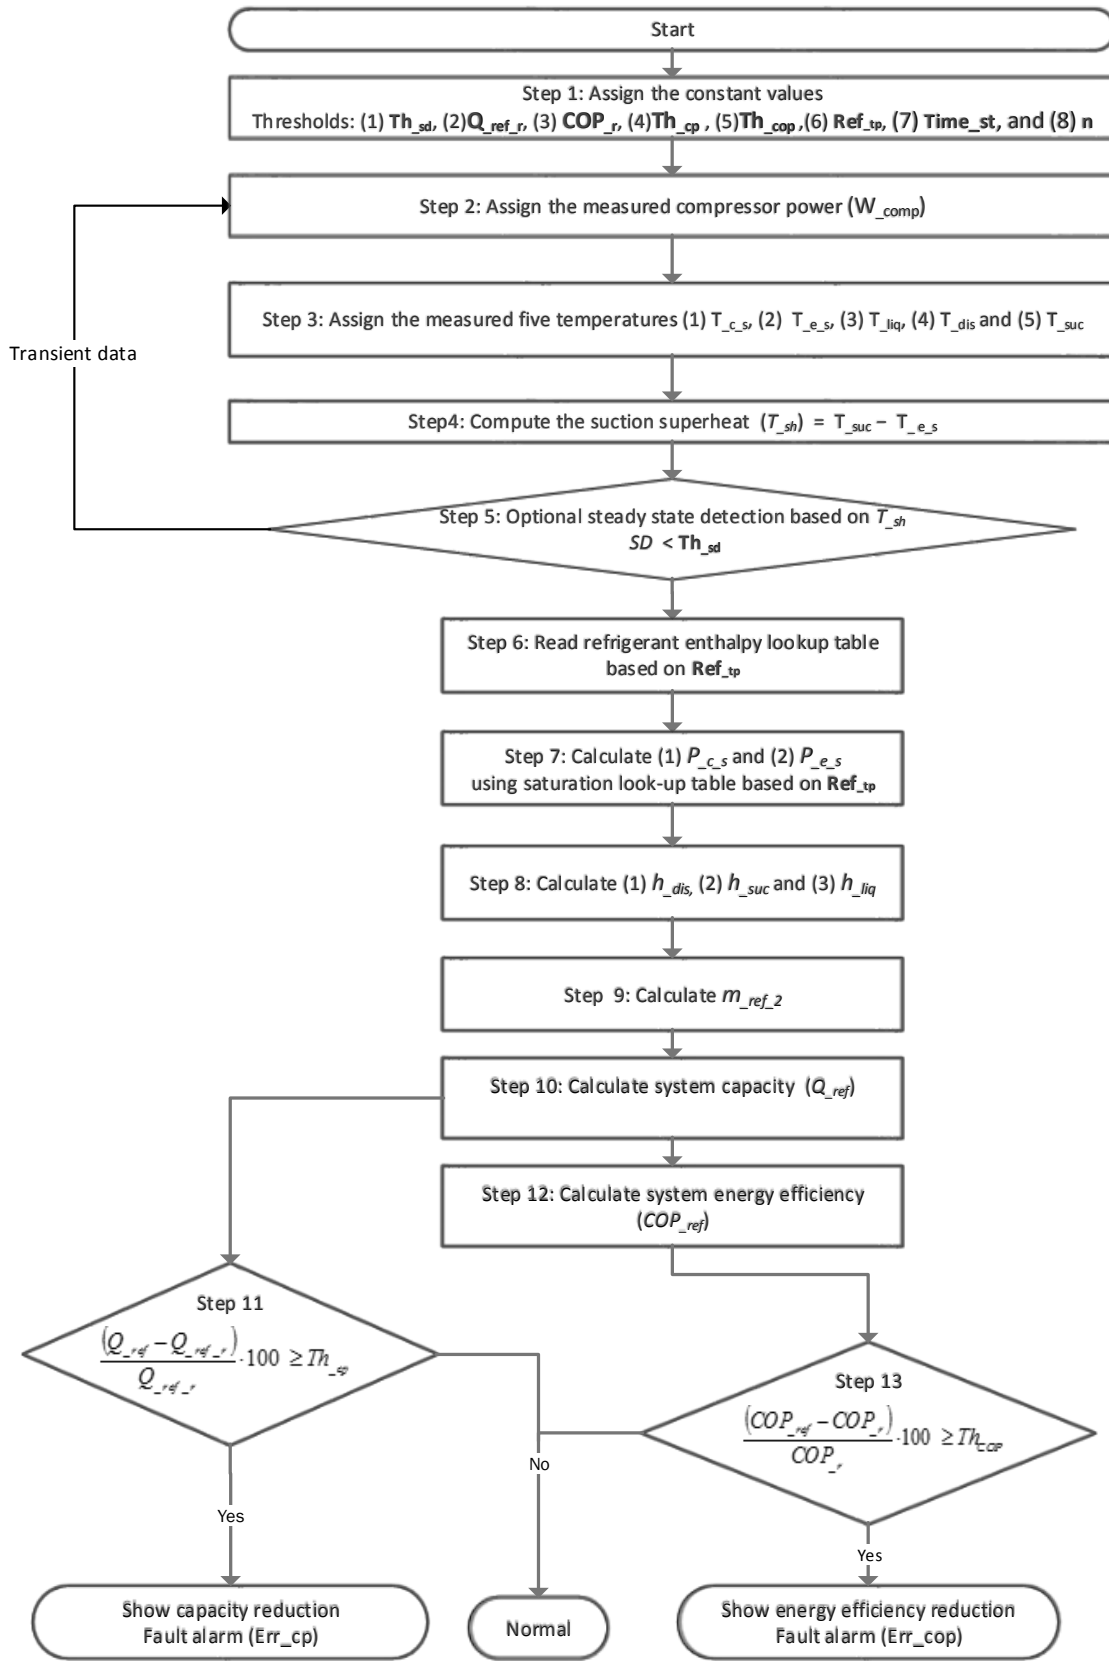 Start
Step 1: Assign the constant values
Thresholds: (1) Th_sd, (2)Q_ref_r, (3) COP_r, (4)Th_cp , (5)Th_cop ,(6) Ref_tp, (7) Time_st, and (8) n
Step 2: Assign the measured compressor power (W_comp)
Step 3: Assign the measured five temperatures (1) T_c_s, (2) T_e_s, (3) T_liq, (4) T_dis and (5) T_suc
Transient data
Step4: Compute the suction superheat (T_sh) = T_suc – T_e_s
Step 5: Optional steady state detection based on T_sh
SD < Th_sd
Step 6: Read refrigerant enthalpy lookup table
based on Ref_tp
Step 7: Calculate (1) P_c_s and (2) P_e_s
using saturation look-up table based on Ref_tp
Step 8: Calculate (1) h_dis, (2) h_suc and (3) h_liq
Step 9: Calculate m_ref_2
Step 10: Calculate system capacity (Q_ref)
Step 12: Calculate system energy efficiency
(COP_ref)
Step 11
(Q_ref – Q_ref_r) / Q_ref_r · 100 ≥ Th_cp
Step 13
(COP_ref – COP_r) / COP_r · 100 ≥ Th_COP
No
Yes
Yes
Show capacity reduction
Fault alarm (Err_cp)
Normal
Show energy efficiency reduction
Fault alarm (Err_cop)